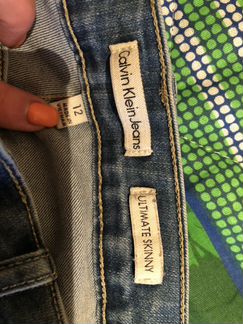 Calvin Klein Jeans
12
ULTIMATE SKINNY